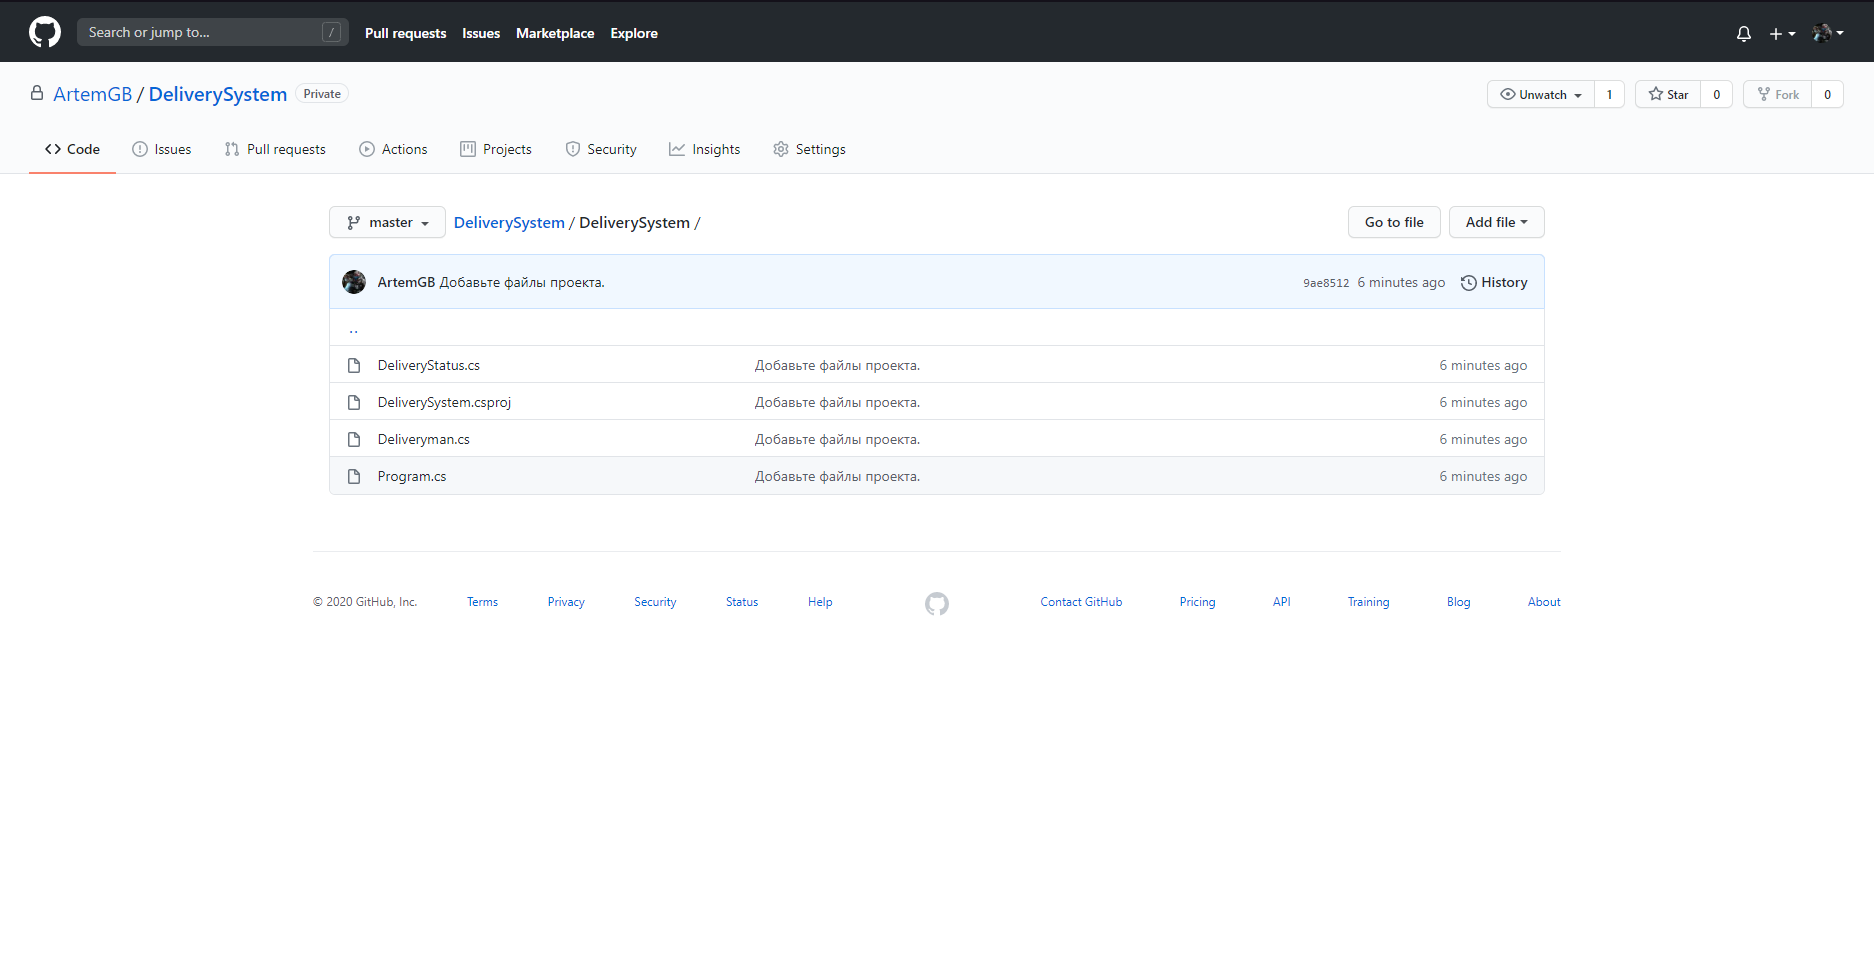 Search or jump to... / Pull requests Issues Marketplace Explore
ArtemGB / DeliverySystem Private Unwatch 1 Star 0 Fork 0
Code Issues Pull requests Actions Projects Security Insights Settings
master DeliverySystem / DeliverySystem / Go to file Add file
ArtemGB Добавьте файлы проекта. 9ae8512 6 minutes ago History
..
DeliveryStatus.cs Добавьте файлы проекта. 6 minutes ago
DeliverySystem.csproj Добавьте файлы проекта. 6 minutes ago
Deliveryman.cs Добавьте файлы проекта. 6 minutes ago
Program.cs Добавьте файлы проекта. 6 minutes ago
© 2020 GitHub, Inc. Terms Privacy Security Status Help Contact GitHub Pricing API Training Blog About